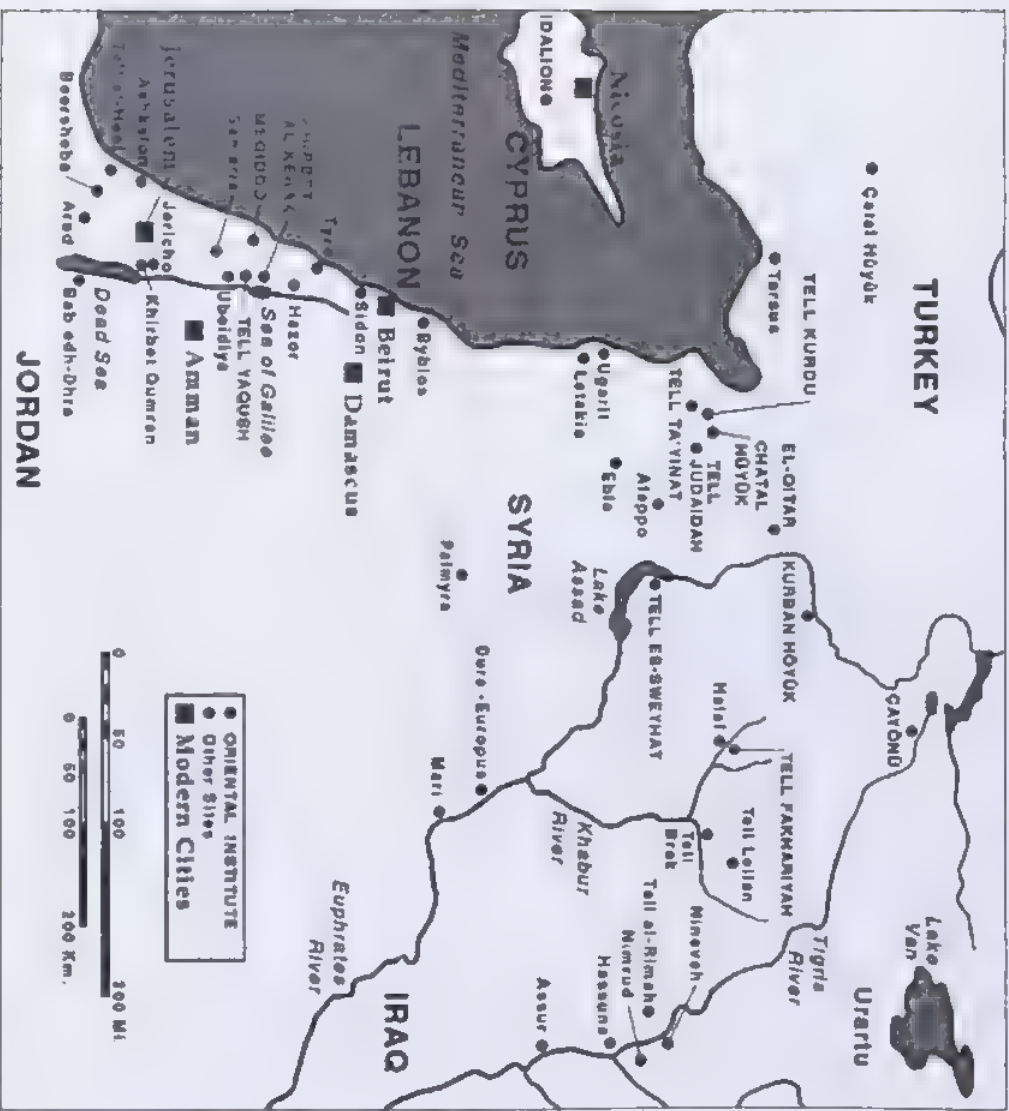 TURKEY
Çatal Hüyük
Tarsus
TELL KURDU
EL-QITAR
CHATAL
HÜYÜK
TELL
JUDAIDAH
TELL TA'YINAT
KURBAN HÖYÜK
ÇAYÖNÜ
Lake
Van
Urartu
Tigris
River
Halaf
TELL FAKHARIYAH
Tell Leilan
Tell
Brak
Nineveh
Tell al-Rimah
Nimrud
Hassuna
Assur
Aleppo
Ebla
Ugarit
Latakia
Lake
Assad
TELL ES-SWEYHAT
Khabur
River
Nicosia
IDALION
CYPRUS
SYRIA
Mediterranean Sea
LEBANON
Byblos
Beirut
Sidon
Damascus
Palmyra
Dura-Europus
Mari
IRAQ
Euphrates
River
Tyre
Hazor
Sea of Galilee
MEGIDDO
Samaria
TELL YAQUSH
Ubeidiya
Amman
Jerusalem
Jericho
Ashkelon
Khirbet Qumran
Dead Sea
Bab edh-Dhra
Beersheba
Arad
JORDAN
0 50 100 200 Mi.
0 50 100 200 Km.
ORIENTAL INSTITUTE
Other Sites
Modern Cities